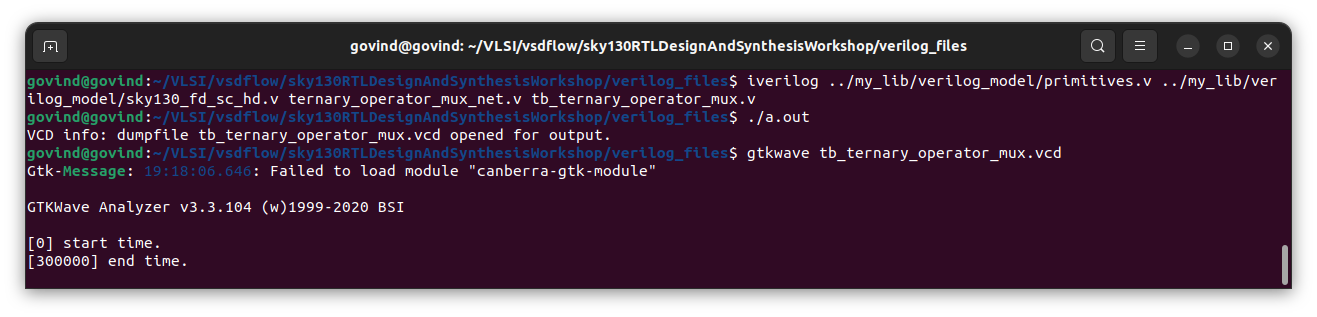 govind@govind: ~/VLSI/vsdflow/sky130RTLDesignAndSynthesisWorkshop/verilog_files
govind@govind:~/VLSI/vsdflow/sky130RTLDesignAndSynthesisWorkshop/verilog_files$ iverilog ../my_lib/verilog_model/primitives.v ../my_lib/ver
ilog_model/sky130_fd_sc_hd.v ternary_operator_mux_net.v tb_ternary_operator_mux.v
govind@govind:~/VLSI/vsdflow/sky130RTLDesignAndSynthesisWorkshop/verilog_files$ ./a.out
VCD info: dumpfile tb_ternary_operator_mux.vcd opened for output.
govind@govind:~/VLSI/vsdflow/sky130RTLDesignAndSynthesisWorkshop/verilog_files$ gtkwave tb_ternary_operator_mux.vcd
Gtk-Message: 19:18:06.646: Failed to load module "canberra-gtk-module"
GTKWave Analyzer v3.3.104 (w)1999-2020 BSI
[0] start time.
[300000] end time.